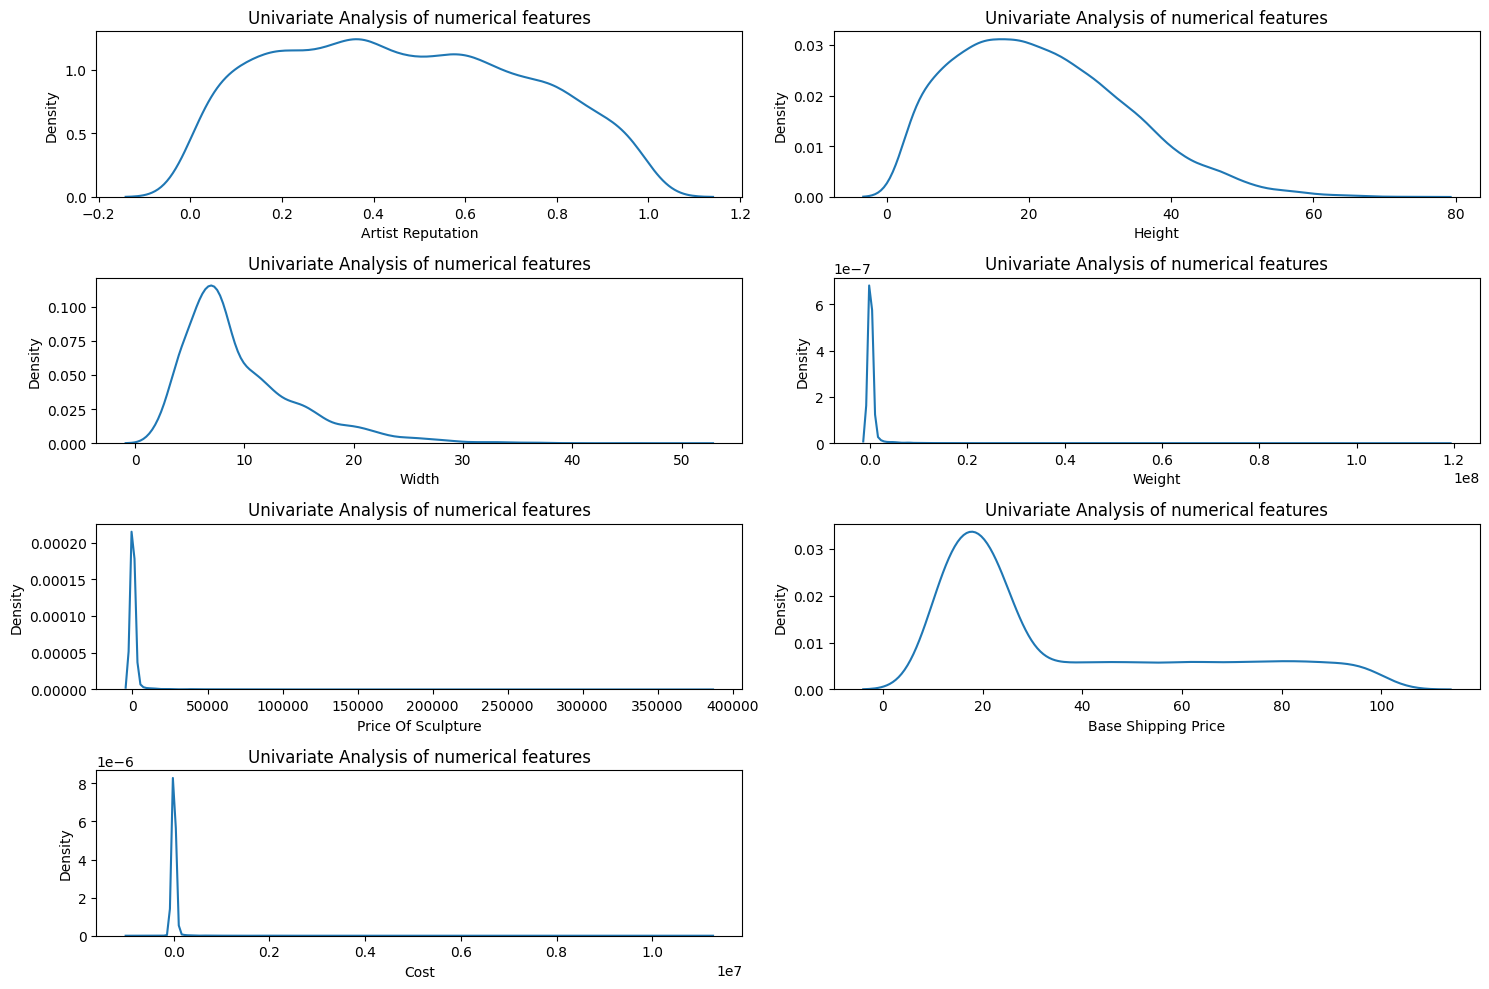 Univariate Analysis of numerical features
Density
1.0
0.5
0.0
−0.2 0.0 0.2 0.4 0.6 0.8 1.0 1.2
Artist Reputation
Univariate Analysis of numerical features
Density
0.03
0.02
0.01
0.00
0 20 40 60 80
Height
Univariate Analysis of numerical features
Density
0.100
0.075
0.050
0.025
0.000
0 10 20 30 40 50
Width
Univariate Analysis of numerical features
1e−7
Density
6
4
2
0
0.0 0.2 0.4 0.6 0.8 1.0 1.2
1e8
Weight
Univariate Analysis of numerical features
Density
0.00020
0.00015
0.00010
0.00005
0.00000
0 50000 100000 150000 200000 250000 300000 350000 400000
Price Of Sculpture
Univariate Analysis of numerical features
Density
0.03
0.02
0.01
0.00
0 20 40 60 80 100
Base Shipping Price
Univariate Analysis of numerical features
1e−6
Density
8
6
4
2
0
0.0 0.2 0.4 0.6 0.8 1.0
1e7
Cost